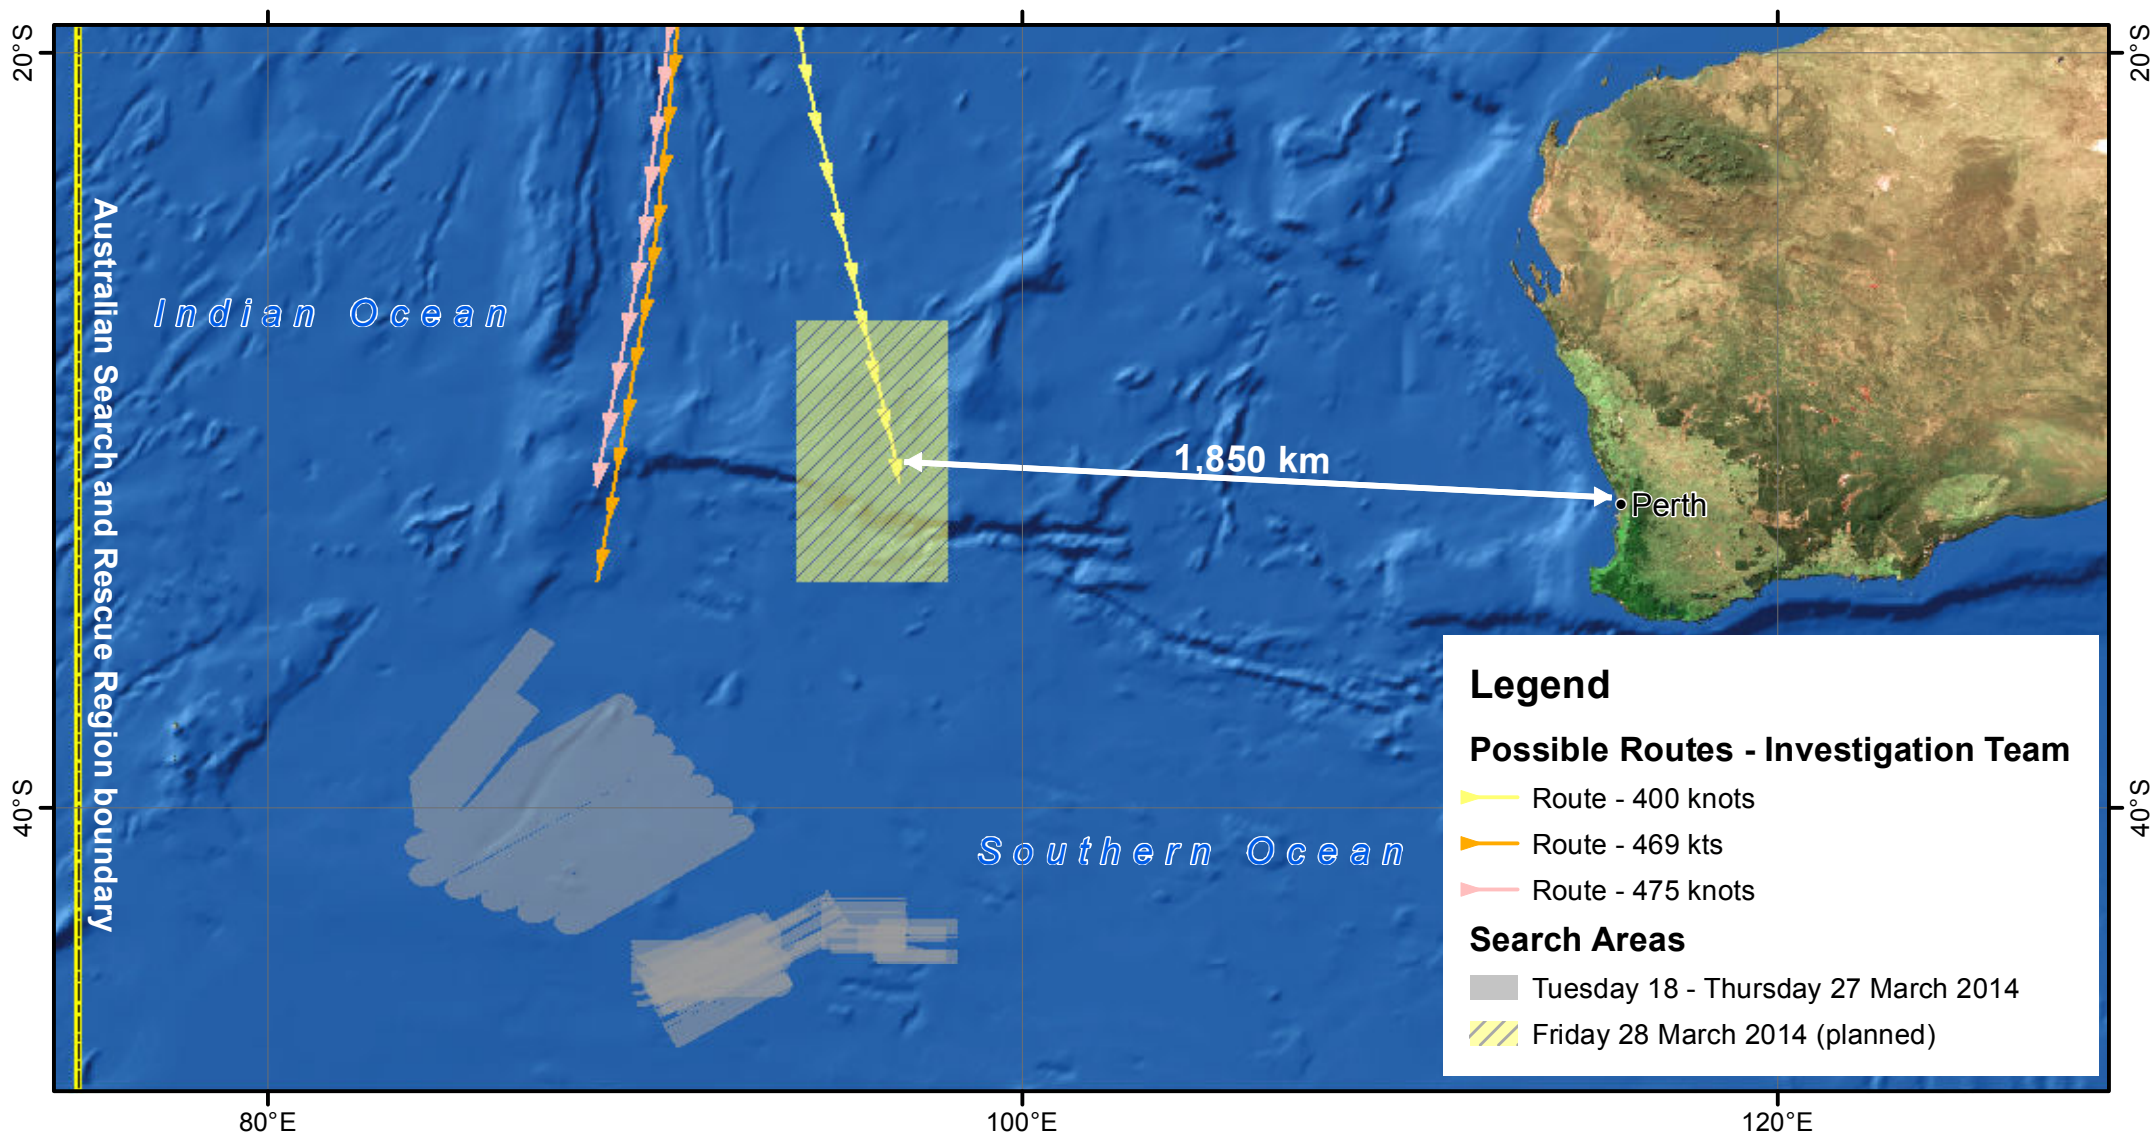 20°S
20°S
Australian Search and Rescue Region boundary
Indian Ocean
1,850 km
Perth
Legend
Possible Routes - Investigation Team
Route - 400 knots
Route - 469 kts
Route - 475 knots
Search Areas
Tuesday 18 - Thursday 27 March 2014
Friday 28 March 2014 (planned)
40°S
40°S
Southern Ocean
80°E
100°E
120°E